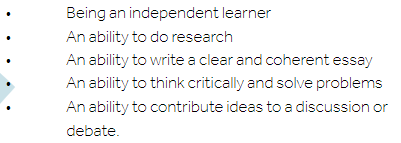 • Being an independent learner
• An ability to do research
• An ability to write a clear and coherent essay
• An ability to think critically and solve problems
• An ability to contribute ideas to a discussion or
debate.